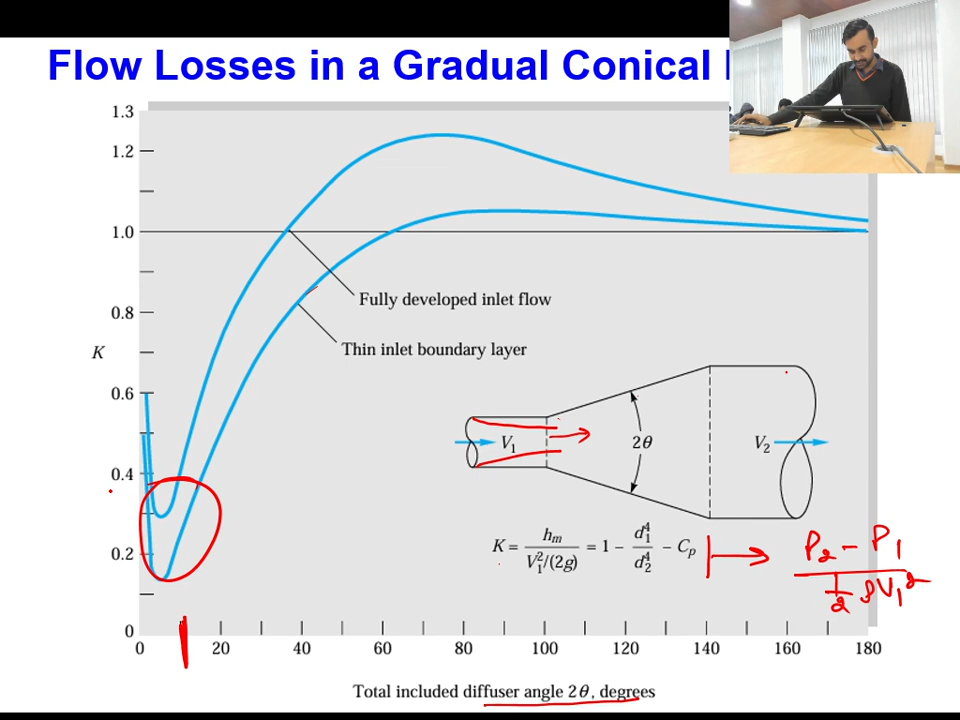 Flow Losses in a Gradual Conical
1.3
1.2
1.0
0.8
K
0.6
0.4
0.2
0
0 20 40 60 80 100 120 140 160 180
Fully developed inlet flow
Thin inlet boundary layer
V₁ 2θ V₂
K = hₘ / V₁²/(2g) = 1 − d₁⁴/d₂⁴ − Cₚ
P₂ − P₁ / ½ ρV₁²
Total included diffuser angle 2θ, degrees